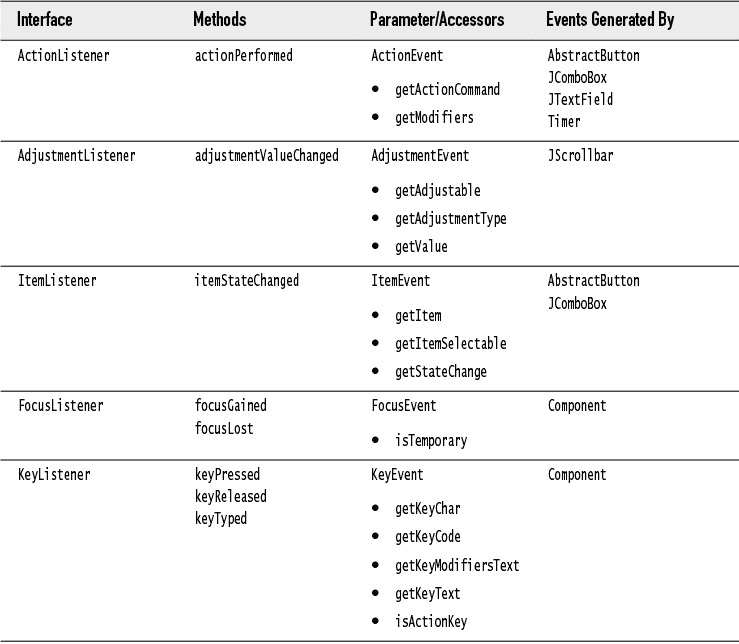 Interface Methods Parameter/Accessors Events Generated By
ActionListener actionPerformed ActionEvent AbstractButton
JComboBox
• getActionCommand
JTextField
• getModifiers
Timer
AdjustmentListener adjustmentValueChanged AdjustmentEvent JScrollbar
• getAdjustable
• getAdjustmentType
• getValue
ItemListener itemStateChanged ItemEvent AbstractButton
JComboBox
• getItem
• getItemSelectable
• getStateChange
FocusListener focusGained FocusEvent Component
focusLost
• isTemporary
KeyListener keyPressed KeyEvent Component
keyReleased
• getKeyChar
keyTyped
• getKeyCode
• getKeyModifiersText
• getKeyText
• isActionKey